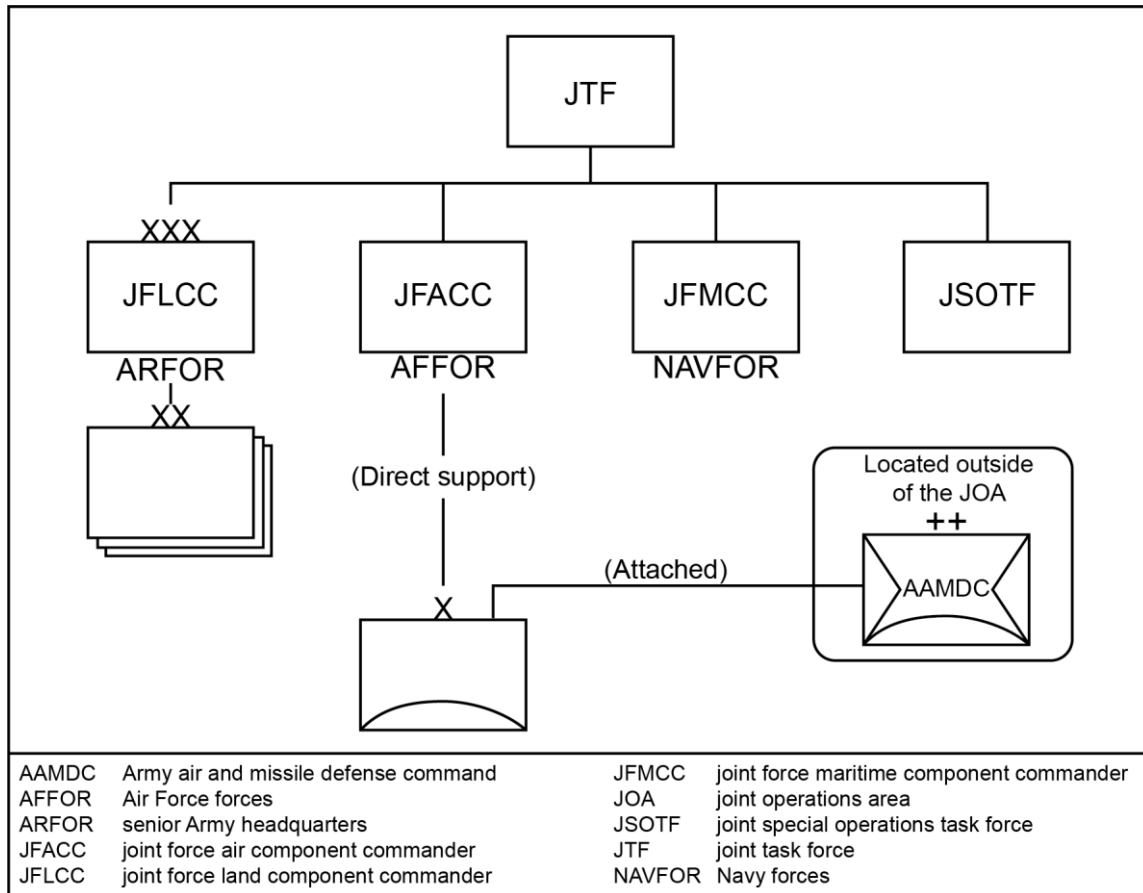 JTF
XXX
JFLCC
JFACC
JFMCC
JSOTF
ARFOR
AFFOR
NAVFOR
XX
(Direct support)
Located outside
of the JOA
++
AAMDC
(Attached)
X
AAMDC Army air and missile defense command
AFFOR Air Force forces
ARFOR senior Army headquarters
JFACC joint force air component commander
JFLCC joint force land component commander
JFMCC joint force maritime component commander
JOA joint operations area
JSOTF joint special operations task force
JTF joint task force
NAVFOR Navy forces